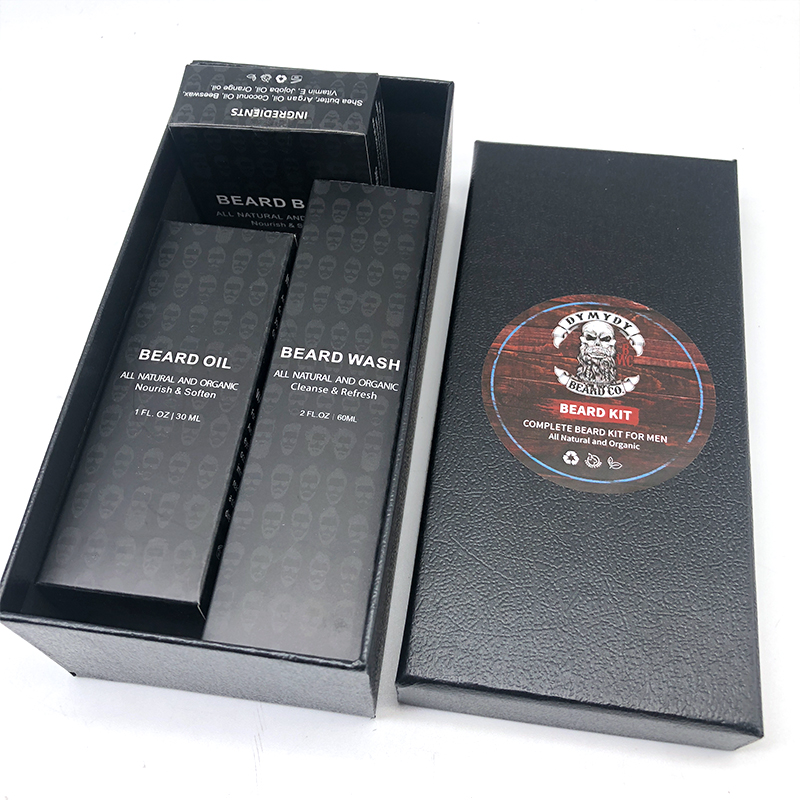 INGREDIENTS
Shea butter, Argan Oil, Coconut Oil, Beeswax,
Vitamin E, Jojoba Oil, Orange oil.
BEARD B
ALL NATURAL AND
Nourish & S
BEARD OIL
ALL NATURAL AND ORGANIC
Nourish & Soften
1 FL. OZ | 30 ML
BEARD WASH
ALL NATURAL AND ORGANIC
Cleanse & Refresh
2 FL.OZ | 60ML
DYMYDY
BEARD CO.
BEARD KIT
COMPLETE BEARD KIT FOR MEN
All Natural and Organic